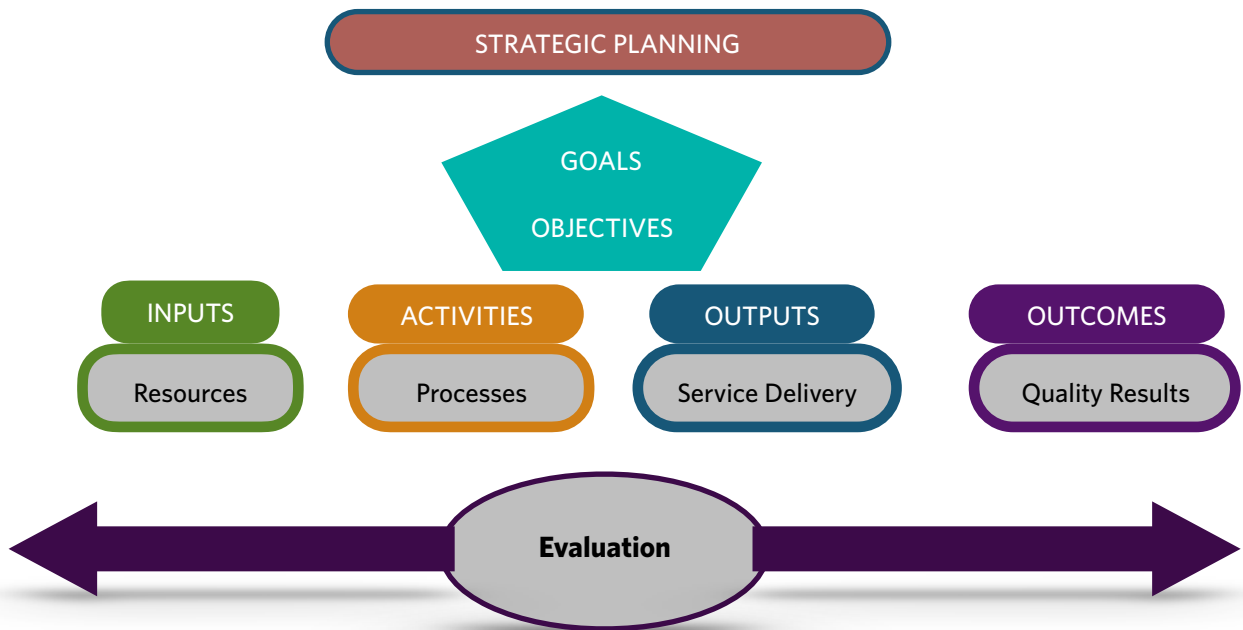 STRATEGIC PLANNING
GOALS
OBJECTIVES
INPUTS
Resources
ACTIVITIES
Processes
OUTPUTS
Service Delivery
OUTCOMES
Quality Results
Evaluation